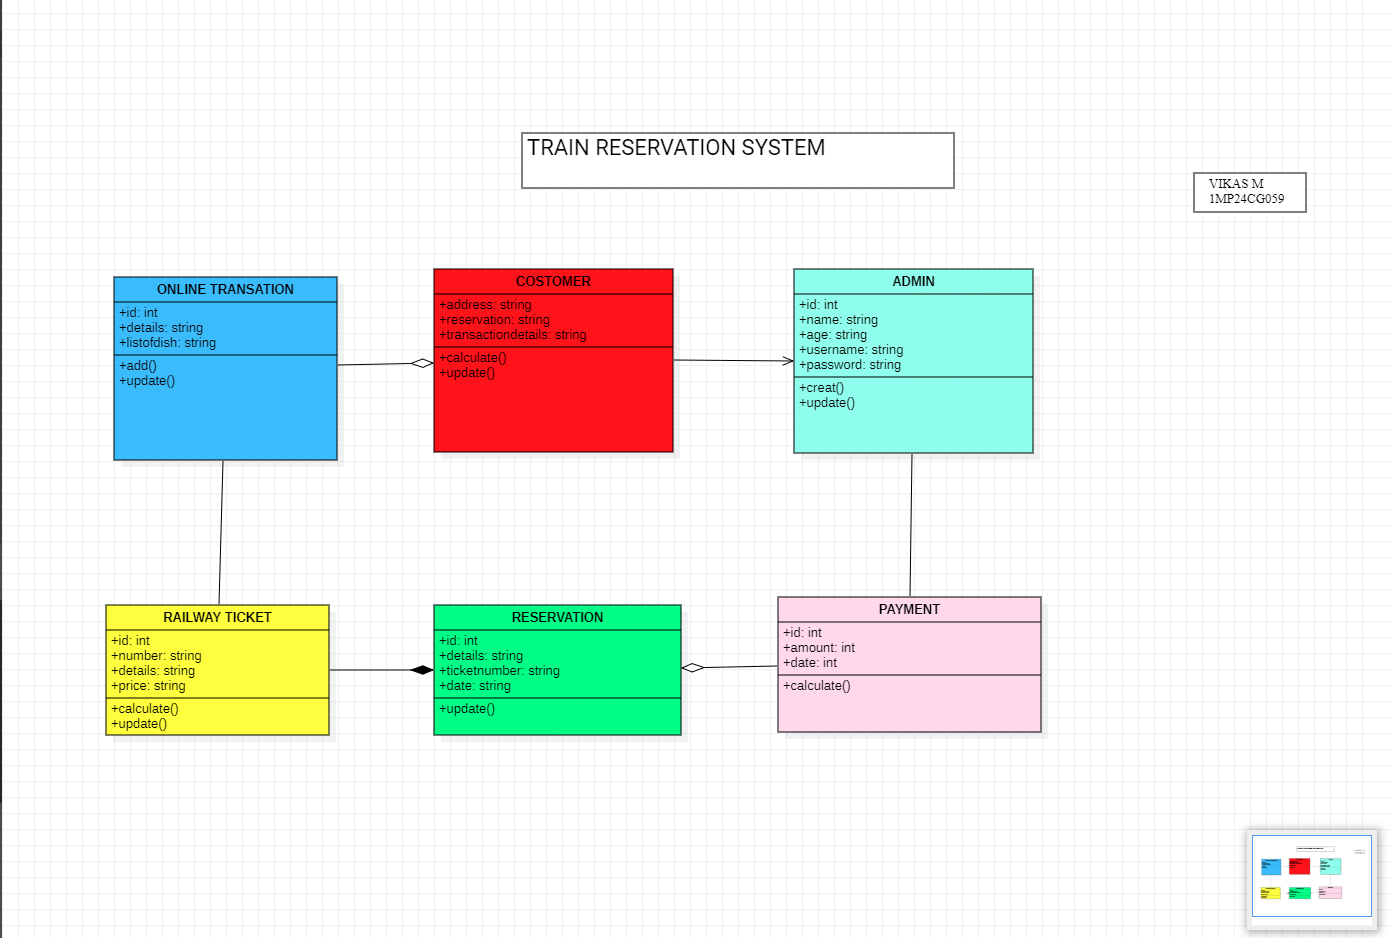 TRAIN RESERVATION SYSTEM
VIKAS M
1MP24CG059
ONLINE TRANSATION
+id: int
+details: string
+listofdish: string
+add()
+update()
COSTOMER
+address: string
+reservation: string
+transactiondetails: string
+calculate()
+update()
ADMIN
+id: int
+name: string
+age: string
+username: string
+password: string
+creat()
+update()
RAILWAY TICKET
+id: int
+number: string
+details: string
+price: string
+calculate()
+update()
RESERVATION
+id: int
+details: string
+ticketnumber: string
+date: string
+update()
PAYMENT
+id: int
+amount: int
+date: int
+calculate()